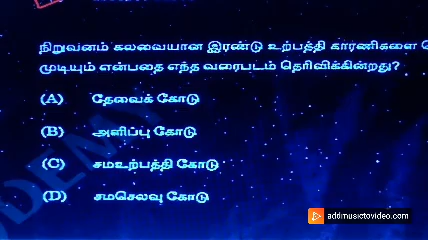 நிறுவனம் கலவையான இரண்டு உற்பத்தி காரணிகளை
முடியும் என்பதை எந்த வரைபடம் தெரிவிக்கின்றது?
(A) தேவைக் கோடு
(B) அளிப்பு கோடு
(C) சமஉற்பத்தி கோடு
(D) சமசெலவு கோடு
addmusictovideo.com